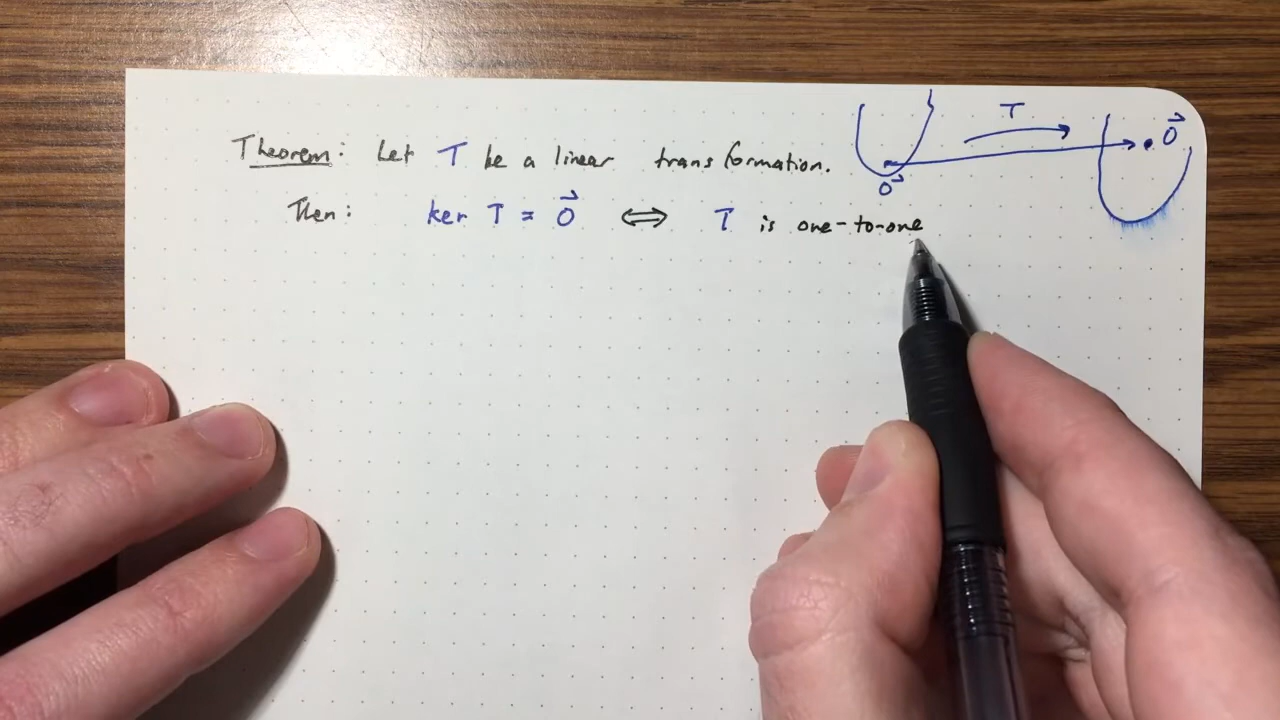 Theorem: Let T be a linear transformation.
Then: ker T = 0⃗ ⟺ T is one-to-one
T
0⃗
0⃗